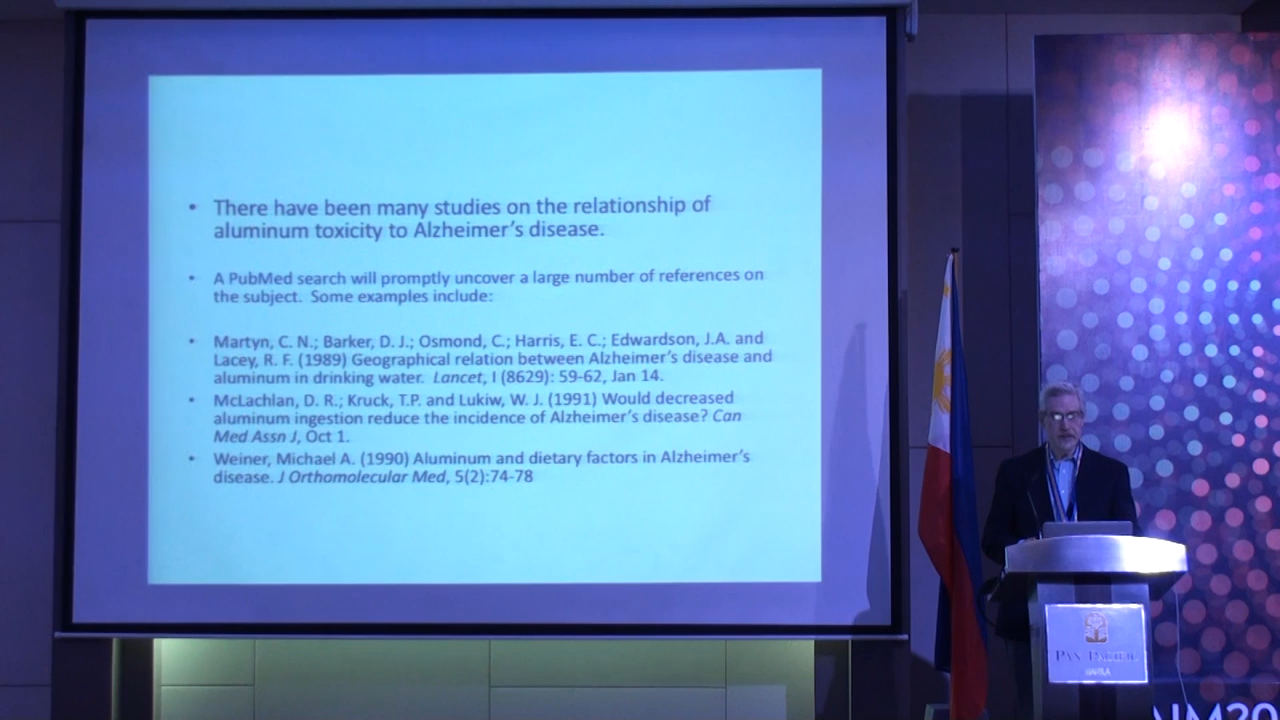 • There have been many studies on the relationship of
aluminum toxicity to Alzheimer's disease.
• A PubMed search will promptly uncover a large number of references on
the subject. Some examples include:
• Martyn, C. N.; Barker, D. J.; Osmond, C.; Harris, E. C.; Edwardson, J.A. and
Lacey, R. F. (1989) Geographical relation between Alzheimer's disease and
aluminum in drinking water. Lancet, I (8629): 59-62, Jan 14.
• McLachlan, D. R.; Kruck, T.P. and Lukiw, W. J. (1991) Would decreased
aluminum ingestion reduce the incidence of Alzheimer's disease? Can
Med Assn J, Oct 1.
• Weiner, Michael A. (1990) Aluminum and dietary factors in Alzheimer's
disease. J Orthomolecular Med, 5(2):74-78
PAN PACIFIC
MANILA